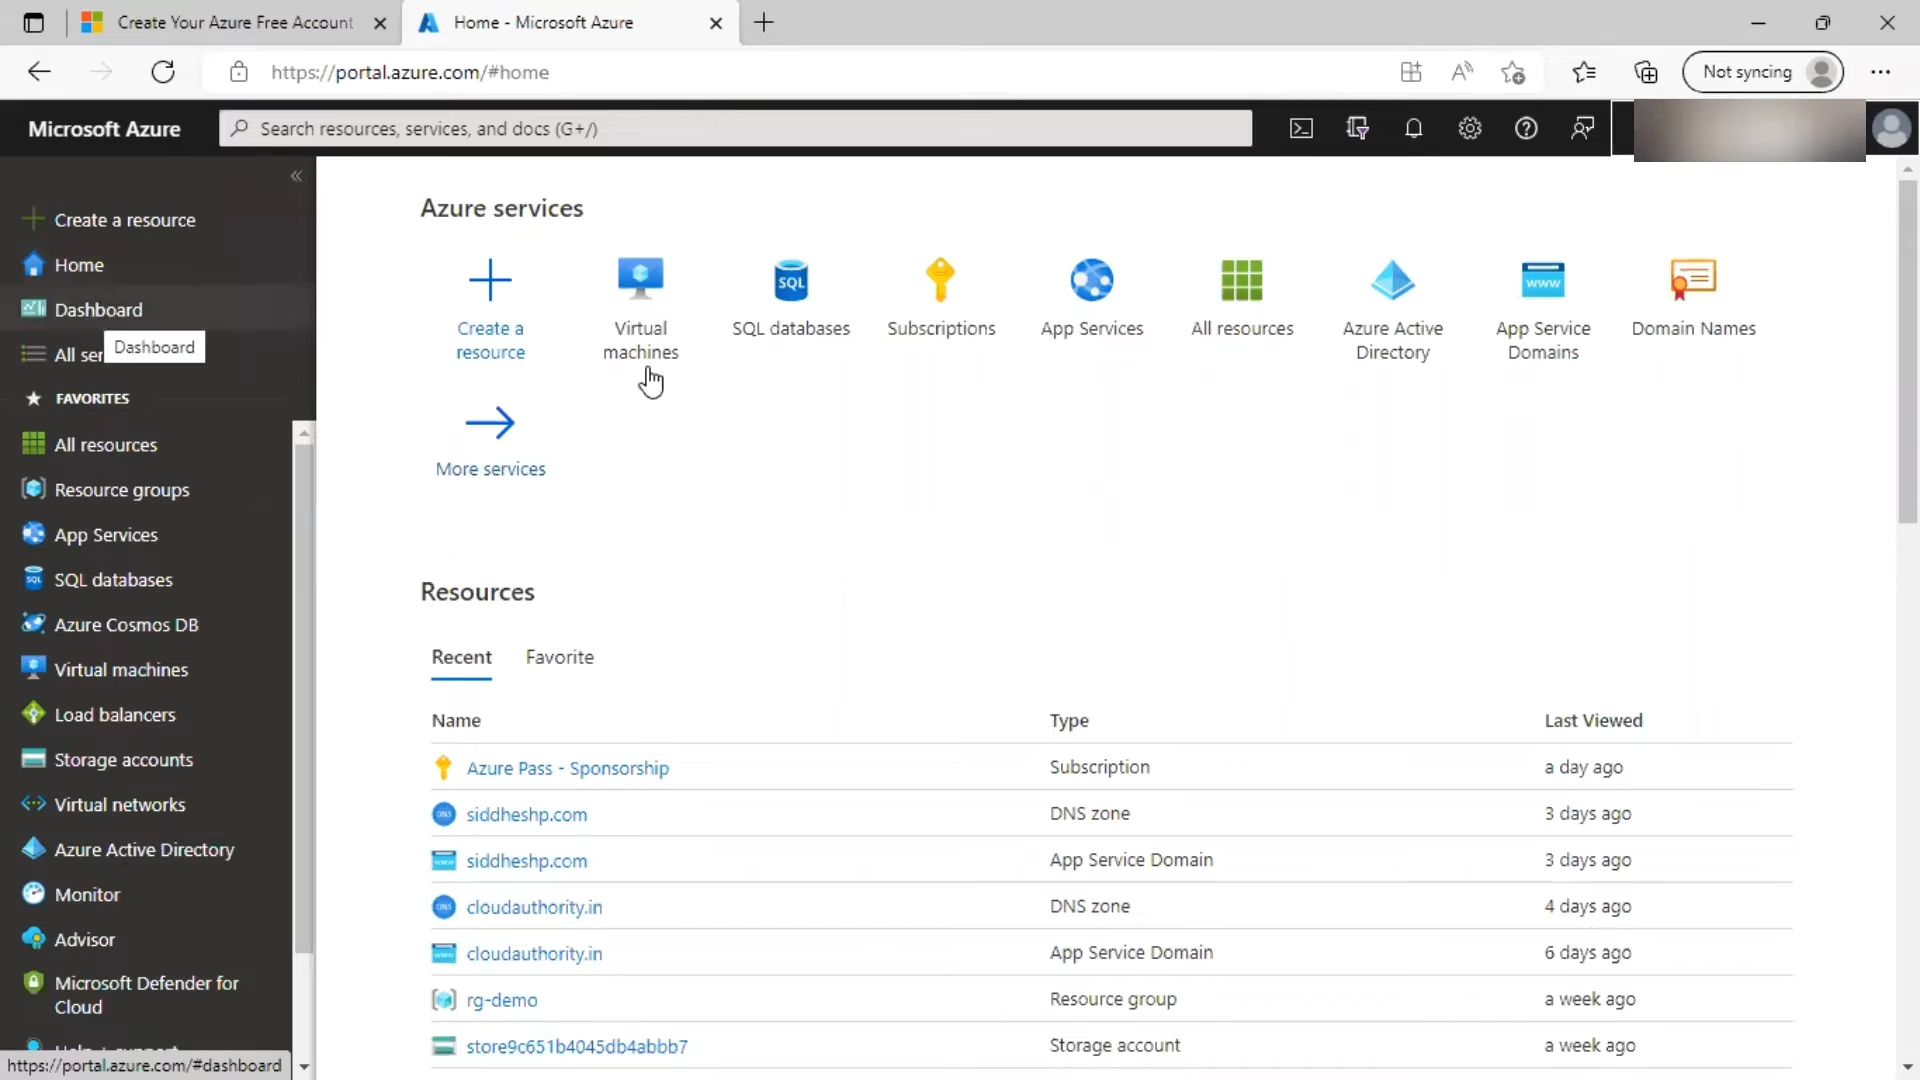 Create Your Azure Free Account
Home - Microsoft Azure
https://portal.azure.com/#home
Not syncing
Microsoft Azure
Search resources, services, and docs (G+/)
Create a resource
Home
Dashboard
Dashboard
All ser
FAVORITES
All resources
Resource groups
App Services
SQL databases
Azure Cosmos DB
Virtual machines
Load balancers
Storage accounts
Virtual networks
Azure Active Directory
Monitor
Advisor
Microsoft Defender for
Cloud
Help + support
https://portal.azure.com/#dashboard
Azure services
Create a
resource
Virtual
machines
SQL databases
SQL
Subscriptions
App Services
All resources
Azure Active
Directory
WWW
App Service
Domains
Domain Names
More services
Resources
Recent
Favorite
Name Type Last Viewed
Azure Pass - Sponsorship Subscription a day ago
siddheshp.com DNS zone 3 days ago
siddheshp.com App Service Domain 3 days ago
cloudauthority.in DNS zone 4 days ago
cloudauthority.in App Service Domain 6 days ago
rg-demo Resource group a week ago
store9c651b4045db4abbb7 Storage account a week ago